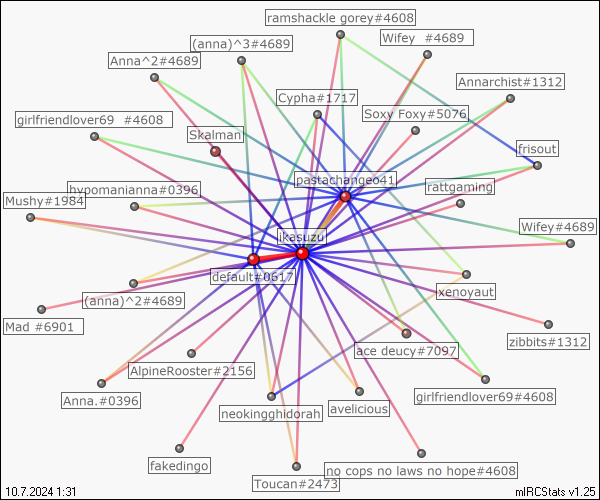 ramshackle gorey#4608
Wifey #4689
(anna)^3#4689
Anna^2#4689
Annarchist#1312
Cypha#1717
Soxy Foxy#5076
girlfriendlover69 #4608
Skalman
frisout
pastachangeo41
rattgaming
hypomanianna#0396
Mushy#1984
Wifey#4689
ikasuzu
default#0617
xenoyaut
(anna)^2#4689
Mad #6901
zibbits#1312
ace deucy#7097
AlpineRooster#2156
girlfriendlover69#4608
Anna.#0396
avelicious
neokingghidorah
fakedingo
no cops no laws no hope#4608
Toucan#2473
10.7.2024 1:31
mIRCStats v1.25